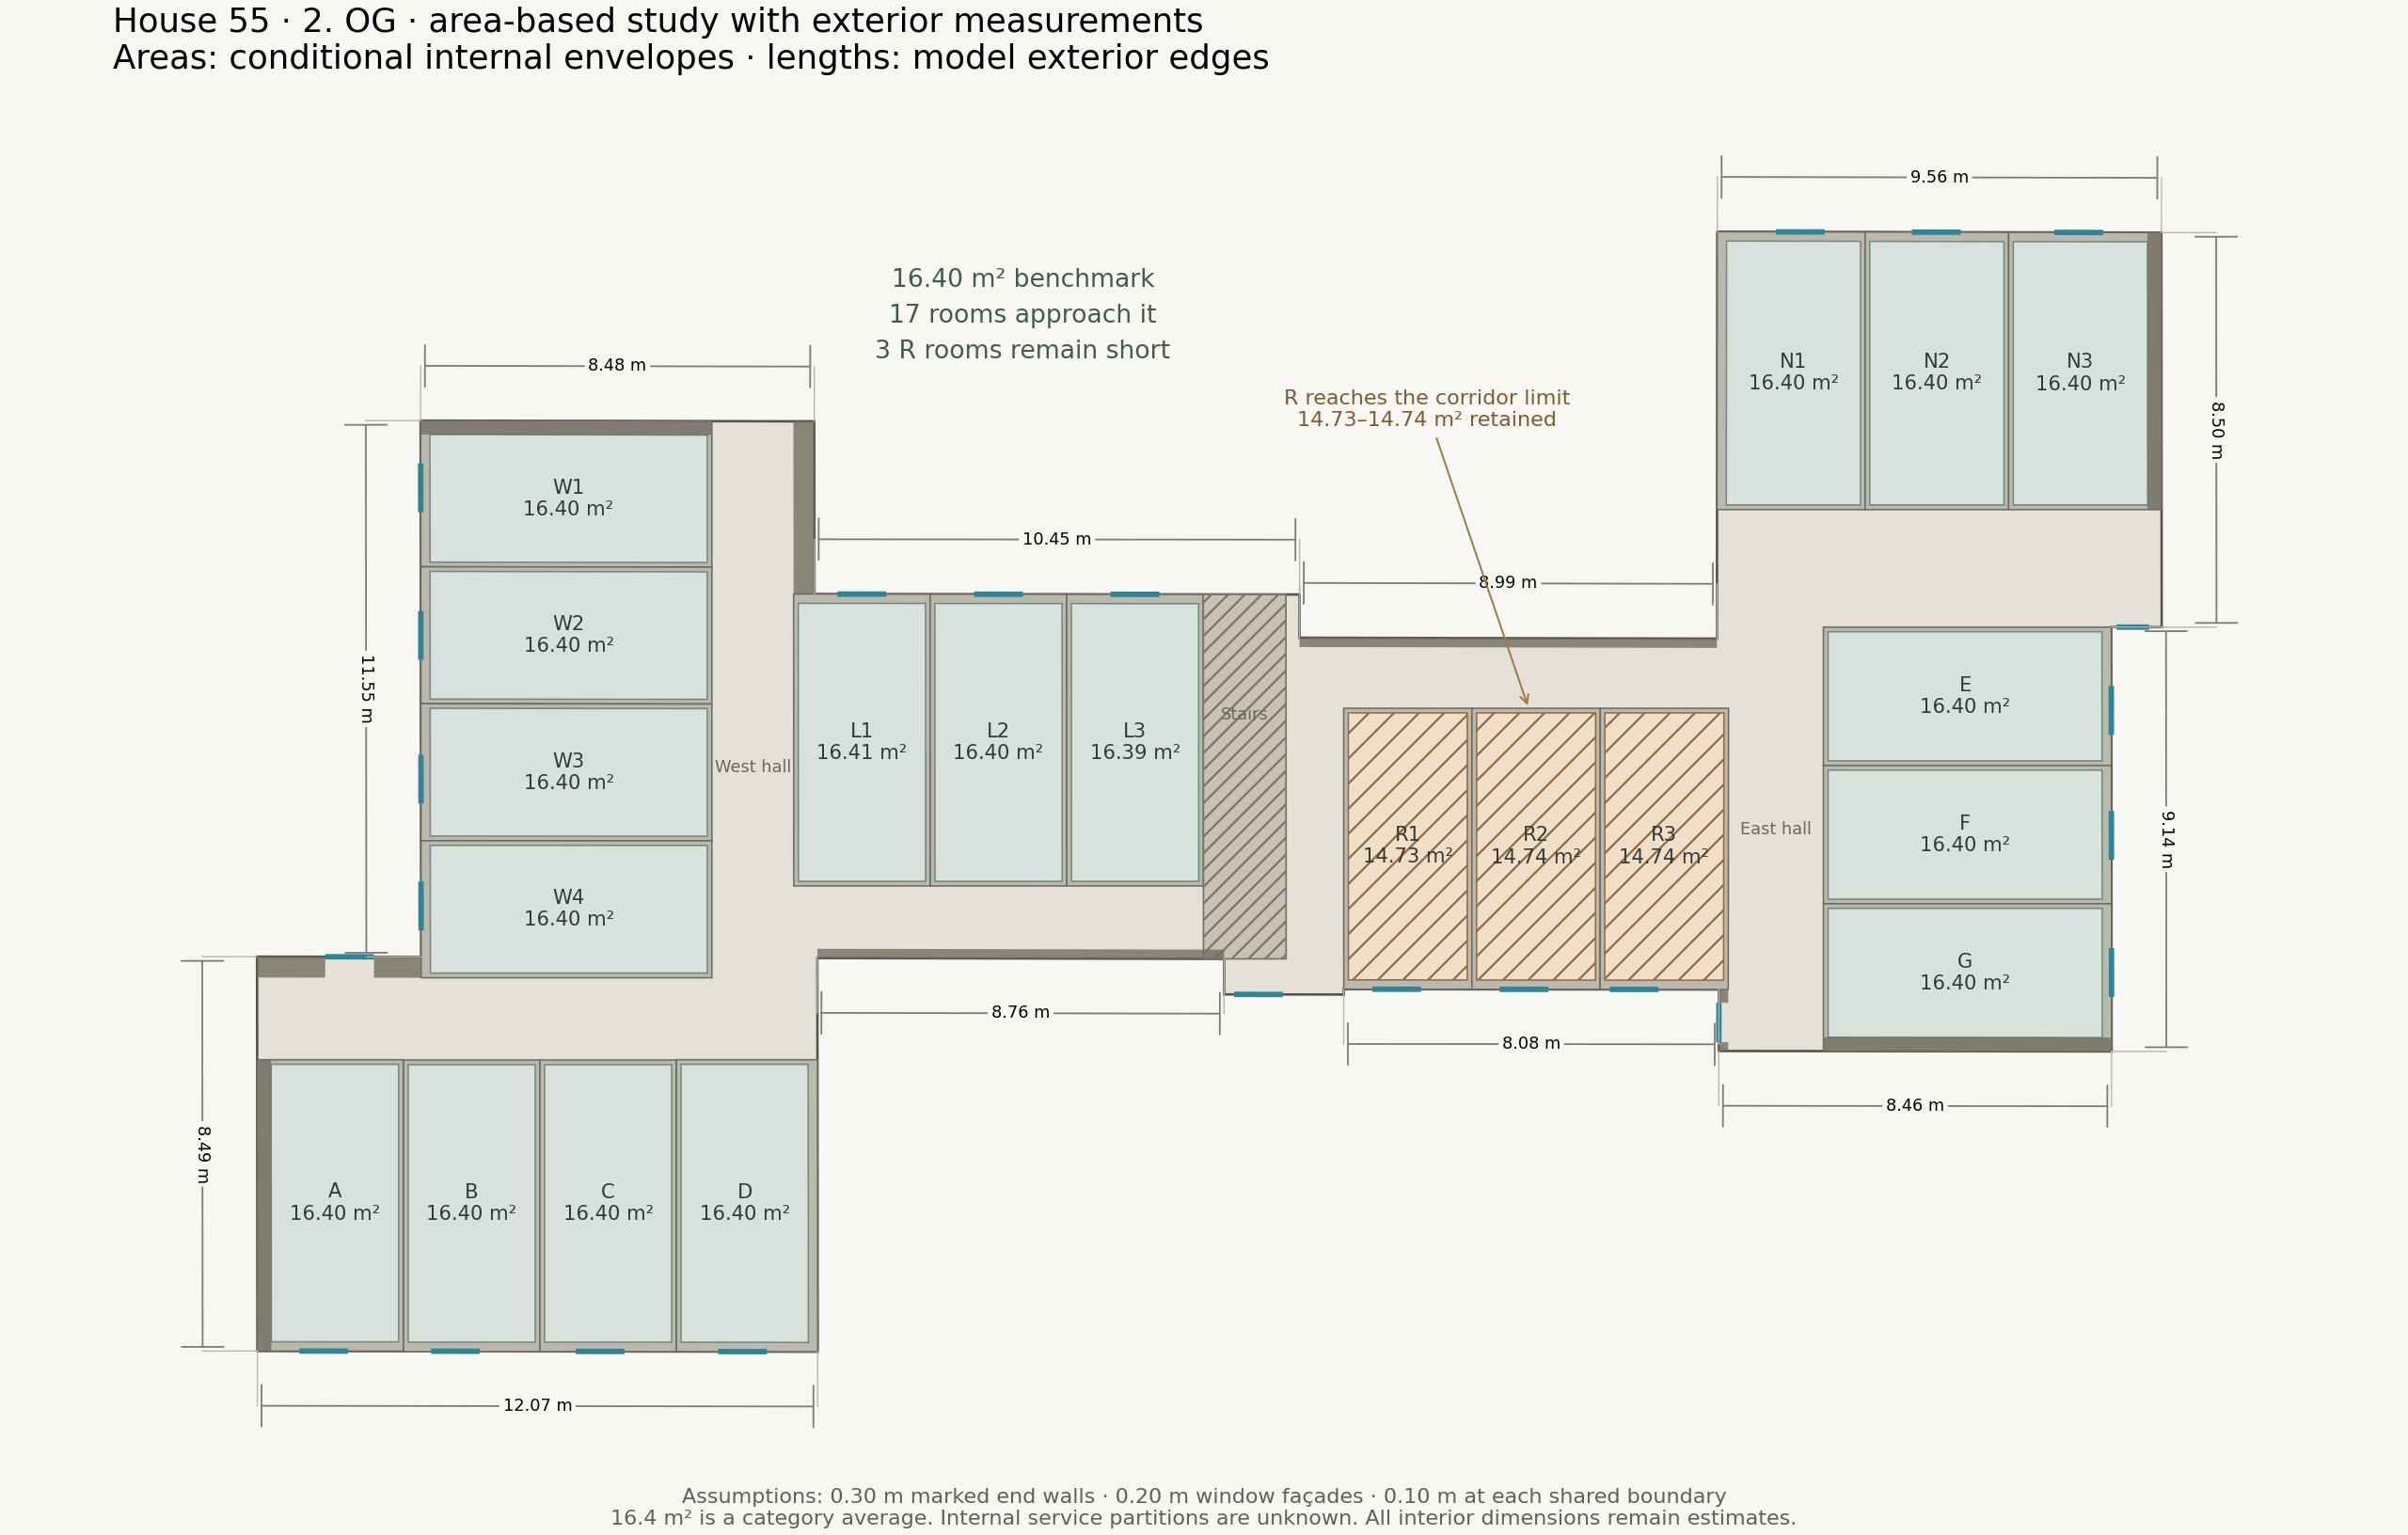 House 55 · 2. OG · area-based study with exterior measurements
Areas: conditional internal envelopes · lengths: model exterior edges
9.56 m
16.40 m² benchmark
17 rooms approach it
3 R rooms remain short
8.48 m
R reaches the corridor limit
14.73–14.74 m² retained
N1
16.40 m²
N2
16.40 m²
N3
16.40 m²
8.50 m
W1
16.40 m²
10.45 m
8.99 m
W2
16.40 m²
11.55 m
W3
16.40 m²
West hall
L1
16.41 m²
L2
16.40 m²
L3
16.39 m²
Stairs
E
16.40 m²
R1
14.73 m²
R2
14.74 m²
R3
14.74 m²
East hall
F
16.40 m²
9.14 m
W4
16.40 m²
G
16.40 m²
8.76 m
8.08 m
8.46 m
8.49 m
A
16.40 m²
B
16.40 m²
C
16.40 m²
D
16.40 m²
12.07 m
Assumptions: 0.30 m marked end walls · 0.20 m window façades · 0.10 m at each shared boundary
16.4 m² is a category average. Internal service partitions are unknown. All interior dimensions remain estimates.